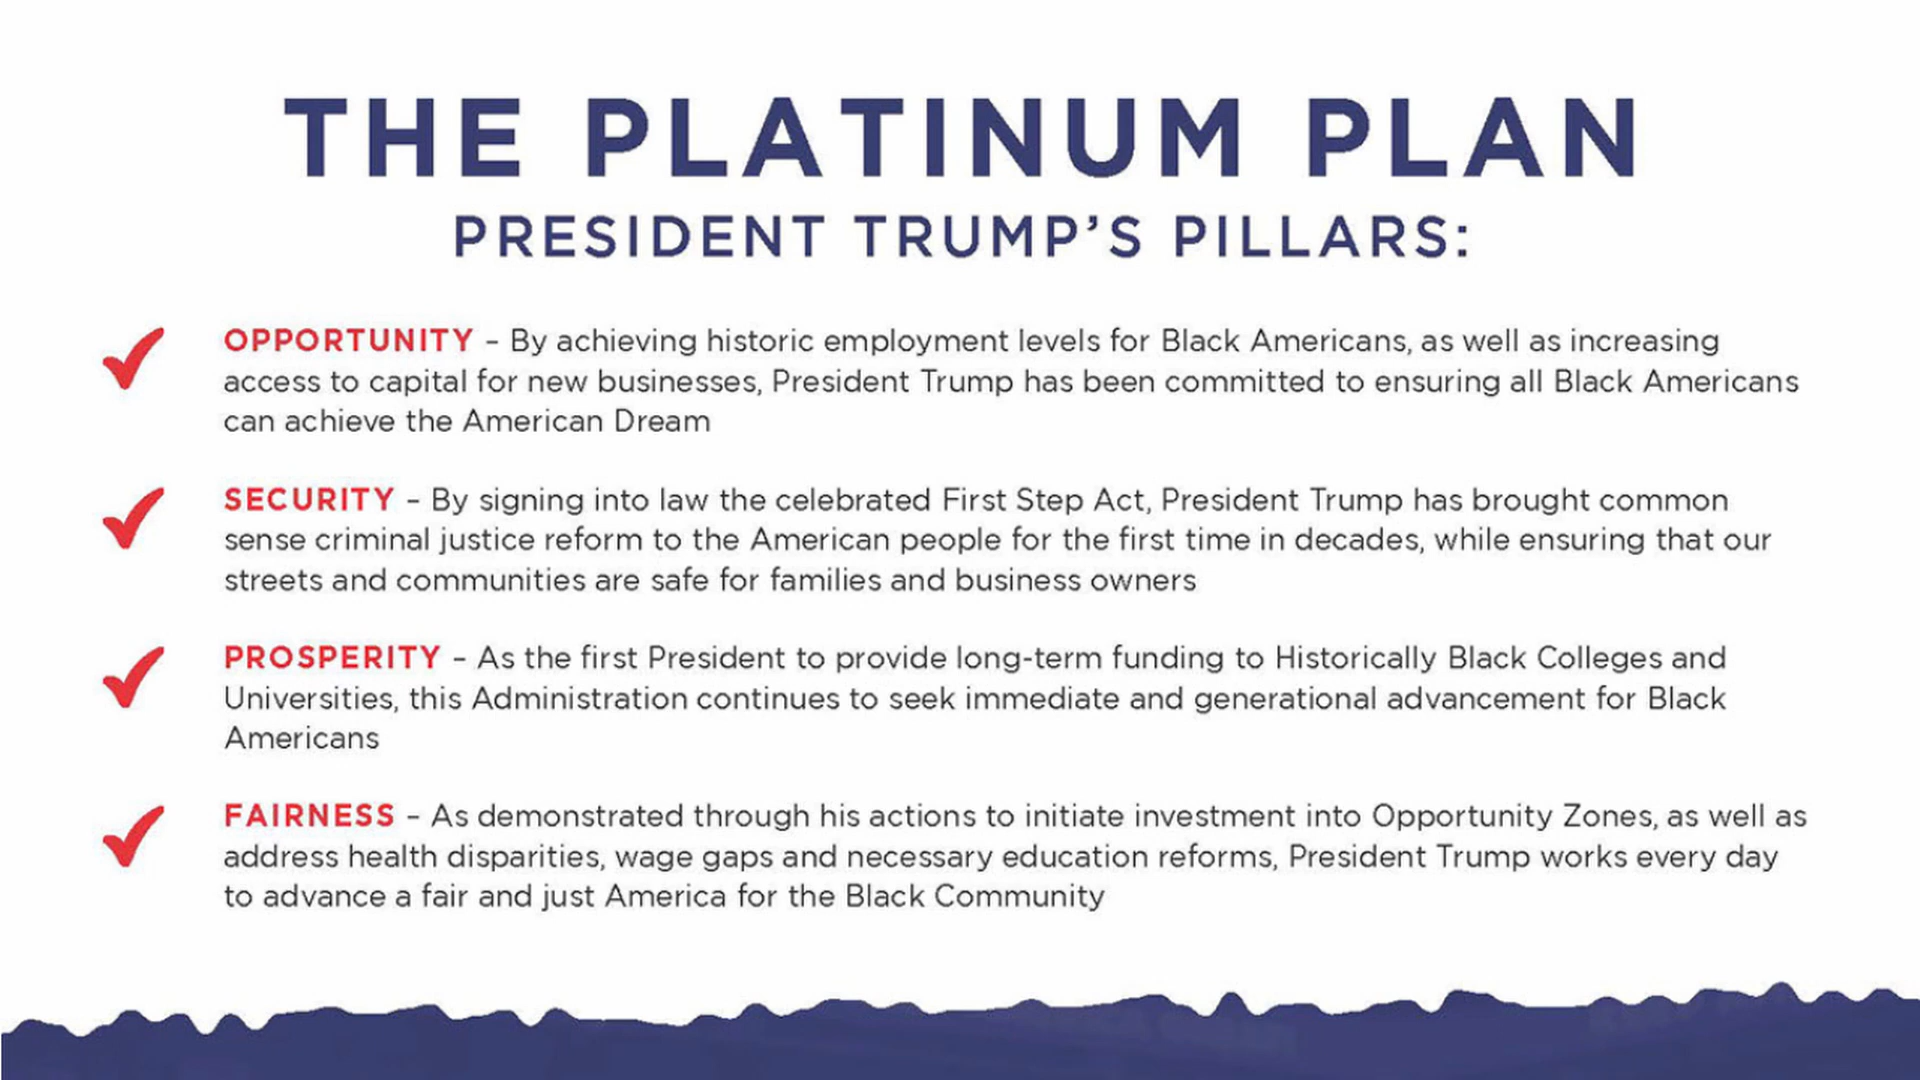 THE PLATINUM PLAN
PRESIDENT TRUMP'S PILLARS:
OPPORTUNITY – By achieving historic employment levels for Black Americans, as well as increasing
access to capital for new businesses, President Trump has been committed to ensuring all Black Americans
can achieve the American Dream
SECURITY – By signing into law the celebrated First Step Act, President Trump has brought common
sense criminal justice reform to the American people for the first time in decades, while ensuring that our
streets and communities are safe for families and business owners
PROSPERITY – As the first President to provide long-term funding to Historically Black Colleges and
Universities, this Administration continues to seek immediate and generational advancement for Black
Americans
FAIRNESS – As demonstrated through his actions to initiate investment into Opportunity Zones, as well as
address health disparities, wage gaps and necessary education reforms, President Trump works every day
to advance a fair and just America for the Black Community